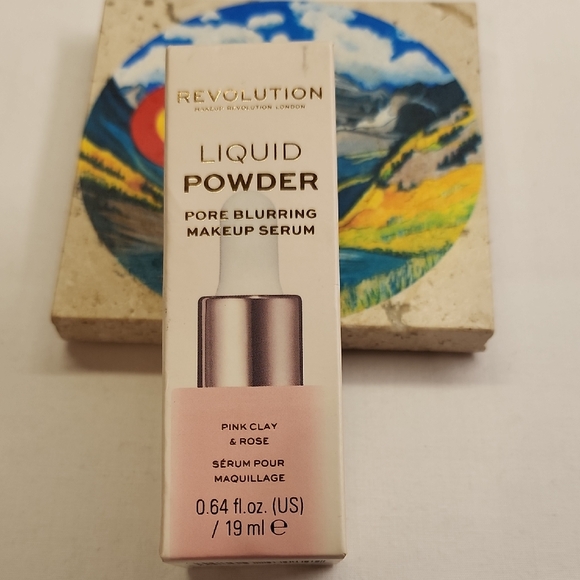 REVOLUTION
MAKEUP REVOLUTION LONDON
LIQUID
POWDER
PORE BLURRING
MAKEUP SERUM
PINK CLAY
& ROSE
SÉRUM POUR
MAQUILLAGE
0.64 fl.oz. (US)
/ 19 ml ℮